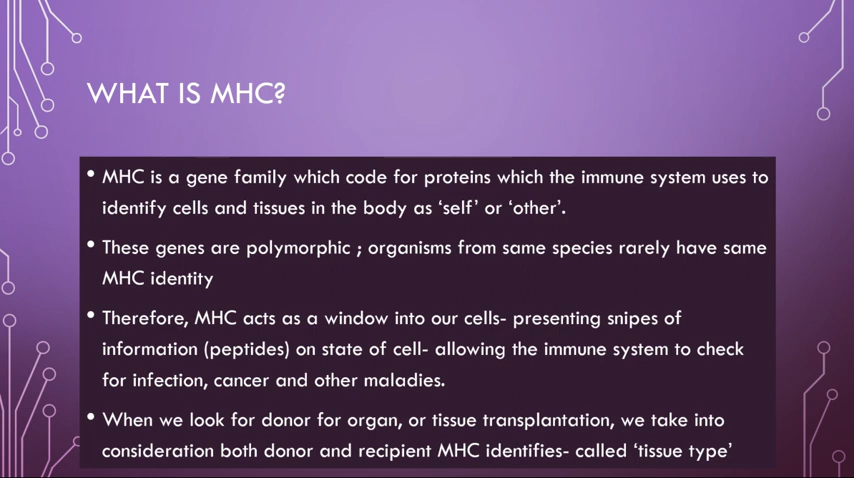 WHAT IS MHC?
• MHC is a gene family which code for proteins which the immune system uses to
identify cells and tissues in the body as ‘self’ or ‘other’.
• These genes are polymorphic ; organisms from same species rarely have same
MHC identity
• Therefore, MHC acts as a window into our cells- presenting snipes of
information (peptides) on state of cell- allowing the immune system to check
for infection, cancer and other maladies.
• When we look for donor for organ, or tissue transplantation, we take into
consideration both donor and recipient MHC identifies- called ‘tissue type’